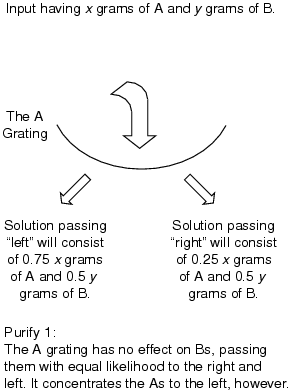 Input having x grams of A and y grams of B.
The A
Grating
Solution passing
“left” will consist
of 0.75 x grams
of A and 0.5 y
grams of B.
Solution passing
“right” will consist
of 0.25 x grams
of A and 0.5 y
grams of B.
Purify 1:
The A grating has no effect on Bs, passing
them with equal likelihood to the right and
left. It concentrates the As to the left, however.